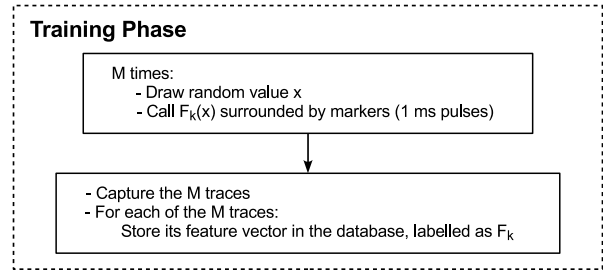 Training Phase
M times:
- Draw random value x
- Call Fk(x) surrounded by markers (1 ms pulses)
- Capture the M traces
- For each of the M traces:
Store its feature vector in the database, labelled as Fk